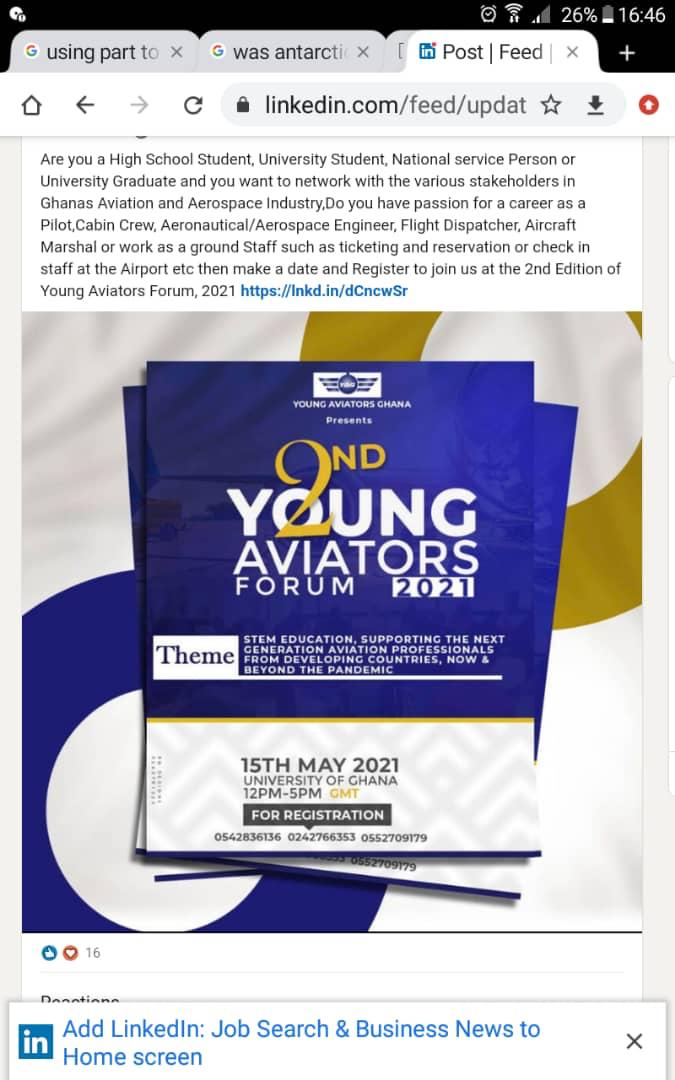 26% 16:46
using part to
was antarcti
Post | Feed |
linkedin.com/feed/updat
Are you a High School Student, University Student, National service Person or
University Graduate and you want to network with the various stakeholders in
Ghanas Aviation and Aerospace Industry,Do you have passion for a career as a
Pilot,Cabin Crew, Aeronautical/Aerospace Engineer, Flight Dispatcher, Aircraft
Marshal or work as a ground Staff such as ticketing and reservation or check in
staff at the Airport etc then make a date and Register to join us at the 2nd Edition of
Young Aviators Forum, 2021 https://lnkd.in/dCncwSr
YOUNG AVIATORS GHANA
Presents
2ND
YOUNG
AVIATORS
FORUM 2021
Theme
STEM EDUCATION, SUPPORTING THE NEXT
GENERATION AVIATION PROFESSIONALS
FROM DEVELOPING COUNTRIES, NOW &
BEYOND THE PANDEMIC
15TH MAY 2021
UNIVERSITY OF GHANA
12PM-5PM GMT
FOR REGISTRATION
0542836136 0242766353 0552709179
0552709179
16
Reactions
in
Add LinkedIn: Job Search & Business News to
Home screen